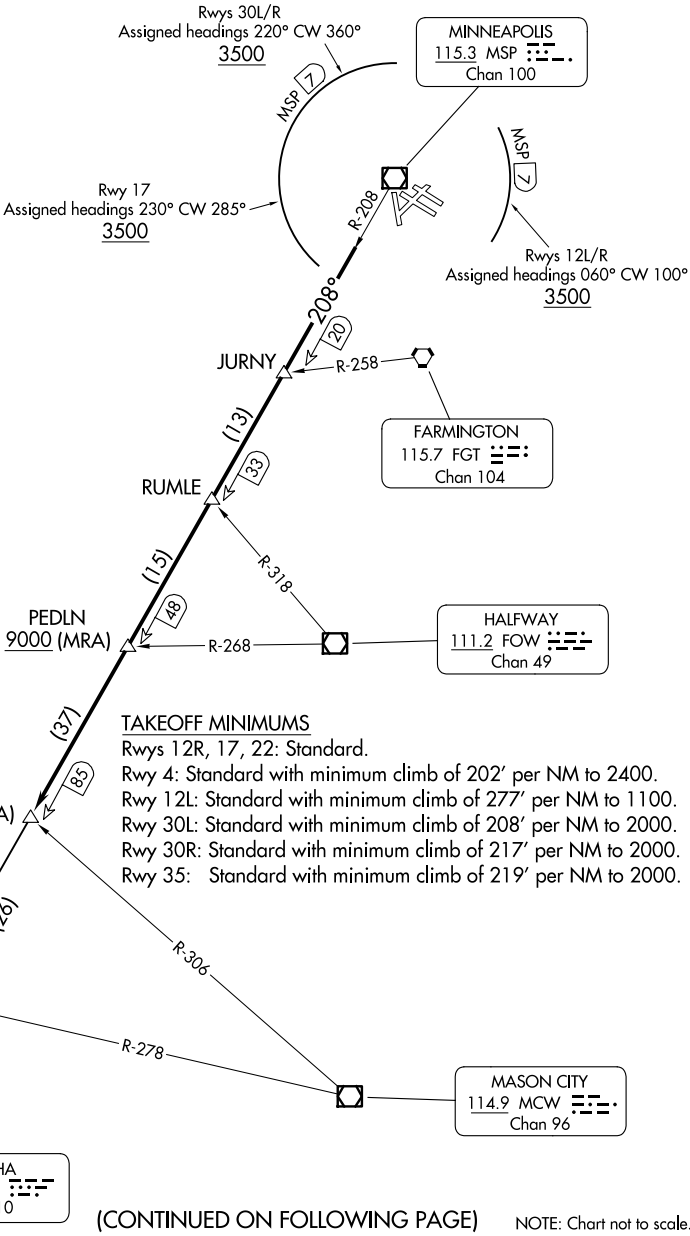 Rwys 30L/R
Assigned headings 220° CW 360°
3500
MINNEAPOLIS
115.3 MSP
Chan 100
MSP 7
MSP 7
Rwy 17
Assigned headings 230° CW 285°
3500
R-208
Rwys 12L/R
Assigned headings 060° CW 100°
3500
208°
20
JURNY
R-258
FARMINGTON
115.7 FGT
Chan 104
(13)
33
RUMLE
R-318
(15)
48
PEDLN
9000 (MRA)
R-268
HALFWAY
111.2 FOW
Chan 49
(37)
TAKEOFF MINIMUMS
Rwys 12R, 17, 22: Standard.
Rwy 4: Standard with minimum climb of 202' per NM to 2400.
Rwy 12L: Standard with minimum climb of 277' per NM to 1100.
Rwy 30L: Standard with minimum climb of 208' per NM to 2000.
Rwy 30R: Standard with minimum climb of 217' per NM to 2000.
Rwy 35: Standard with minimum climb of 219' per NM to 2000.
85
A)
26)
R-306
R-278
MASON CITY
114.9 MCW
Chan 96
HA
0
(CONTINUED ON FOLLOWING PAGE)
NOTE: Chart not to scale.